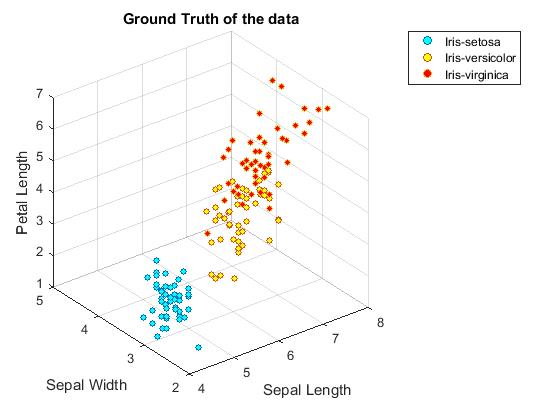 Ground Truth of the data
Iris-setosa
Iris-versicolor
Iris-virginica
Petal Length
7
6
5
4
3
2
1
5
4
3
2
Sepal Width
4
5
6
7
8
Sepal Length